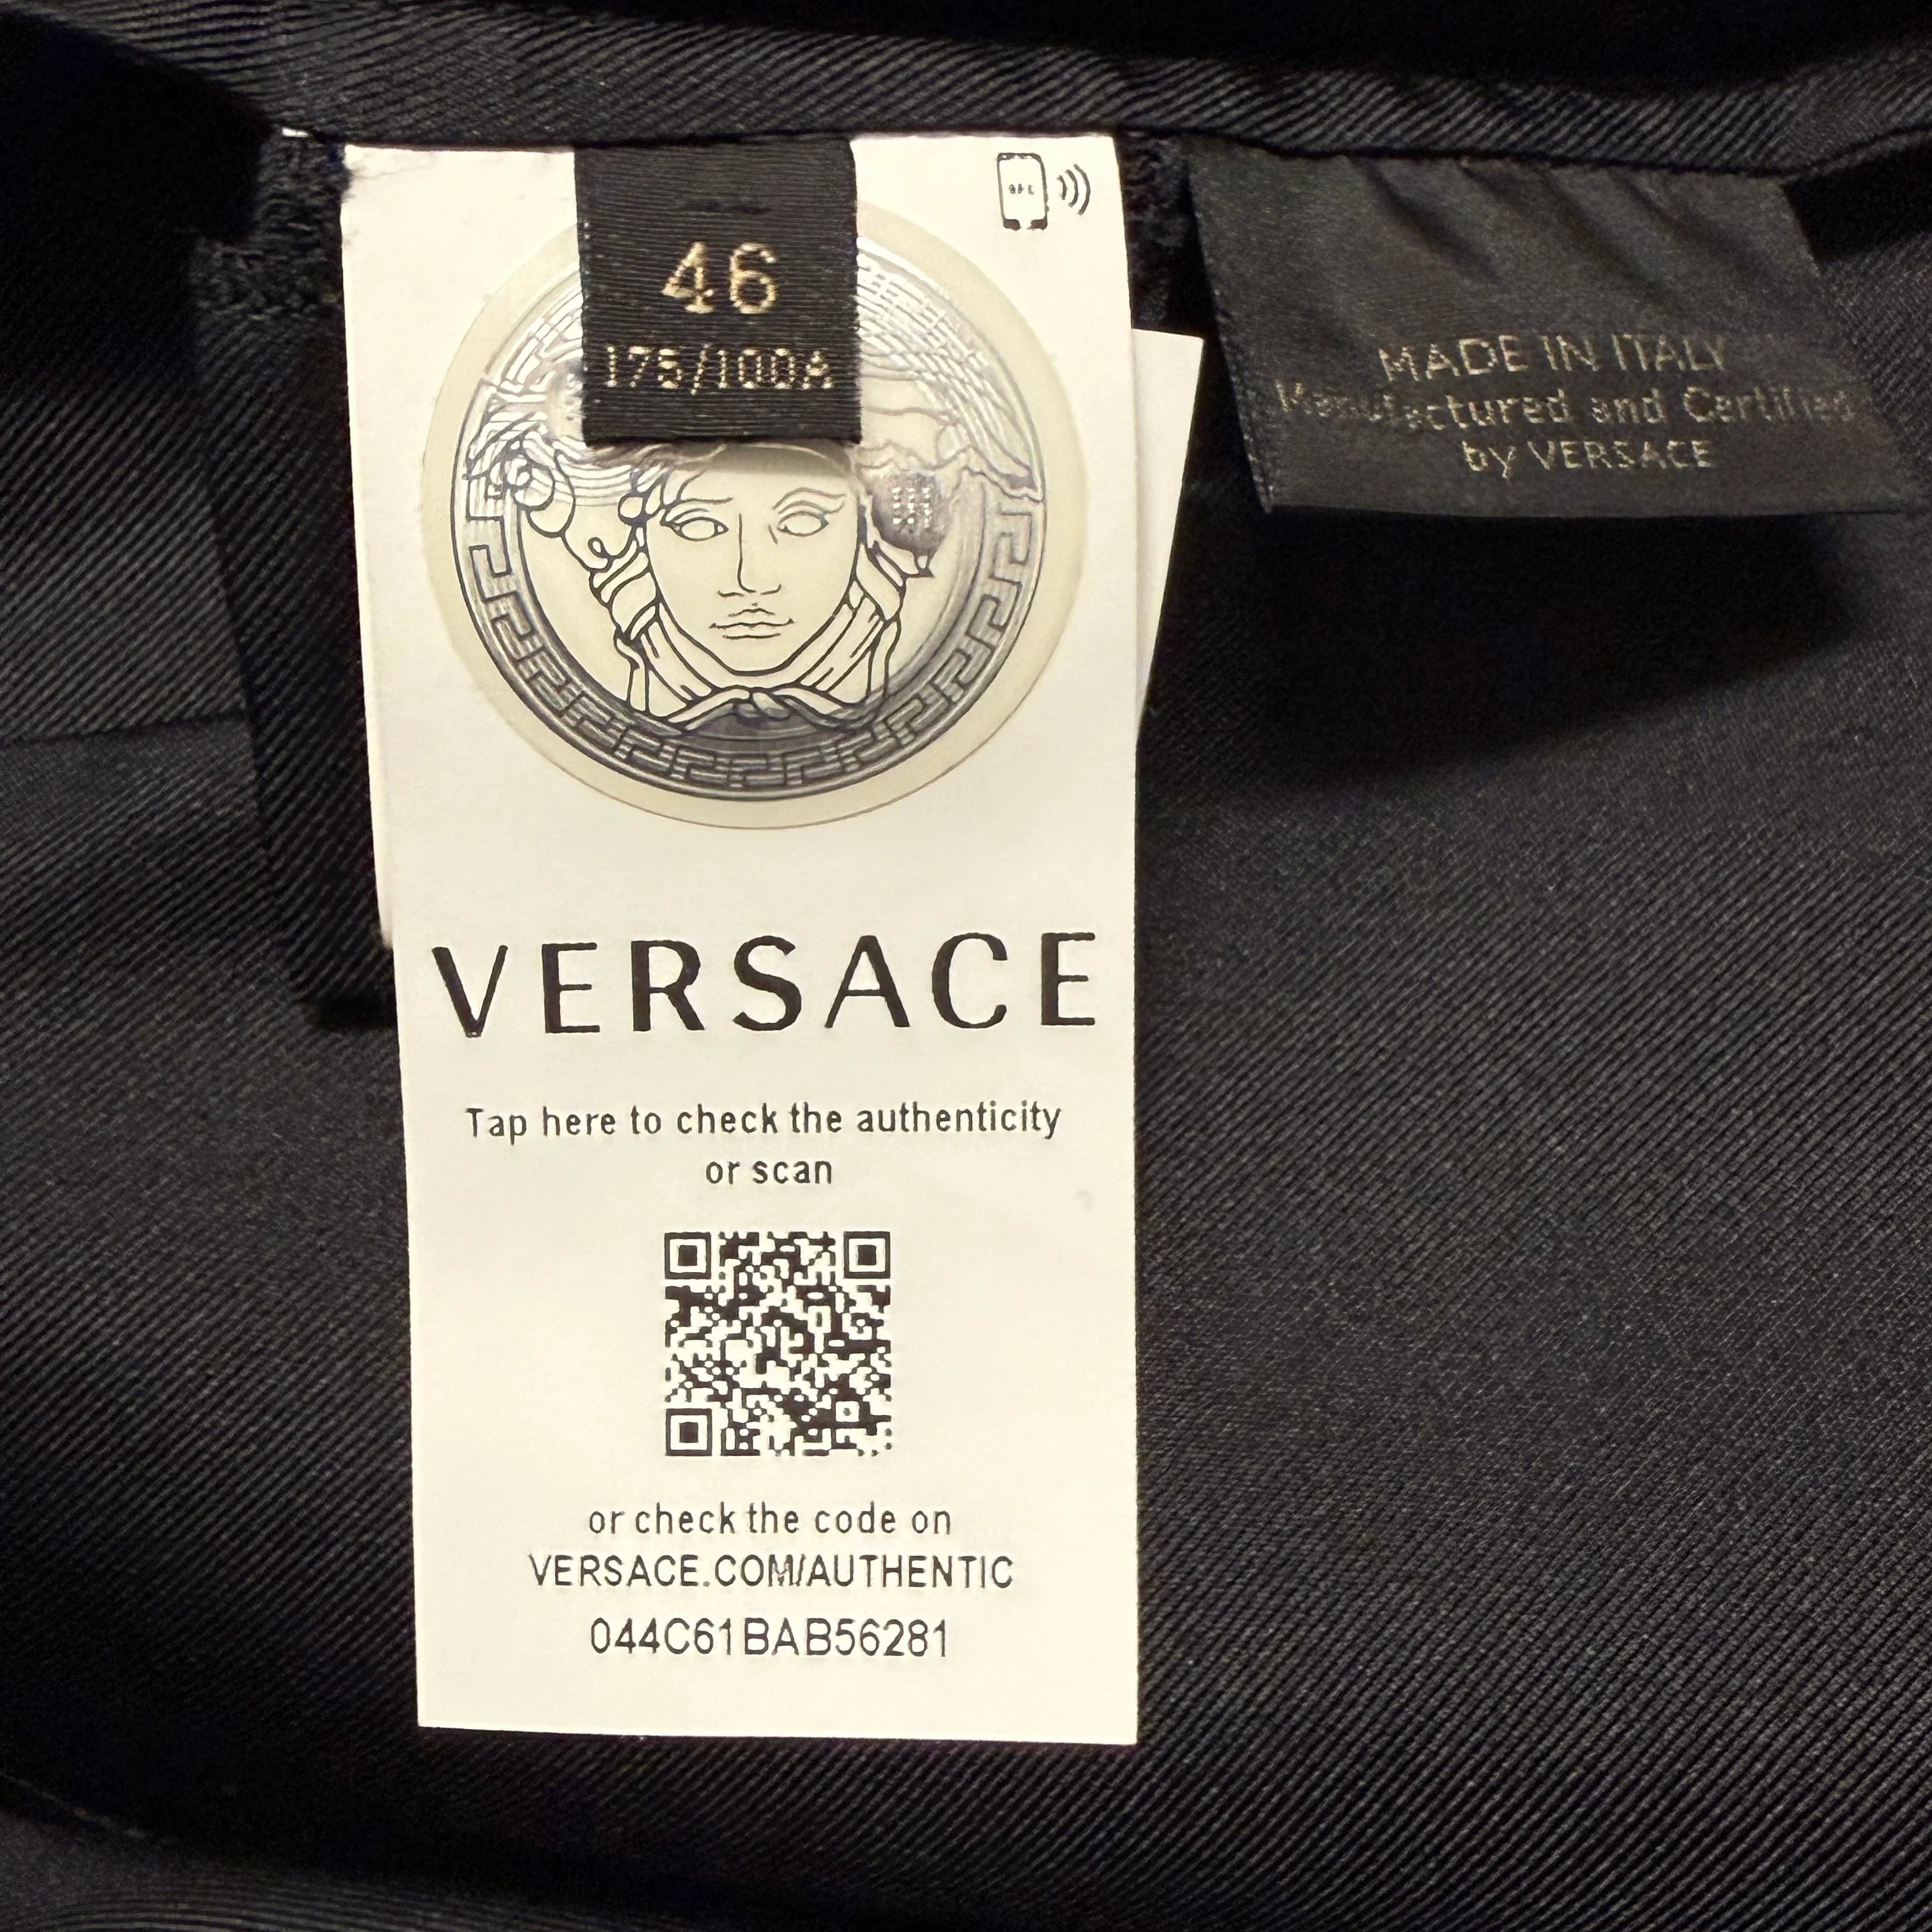 46
175/100A
MADE IN ITALY
Manufactured and Certified
by VERSACE
VERSACE
Tap here to check the authenticity
or scan
or check the code on
VERSACE.COM/AUTHENTIC
044C61BAB56281